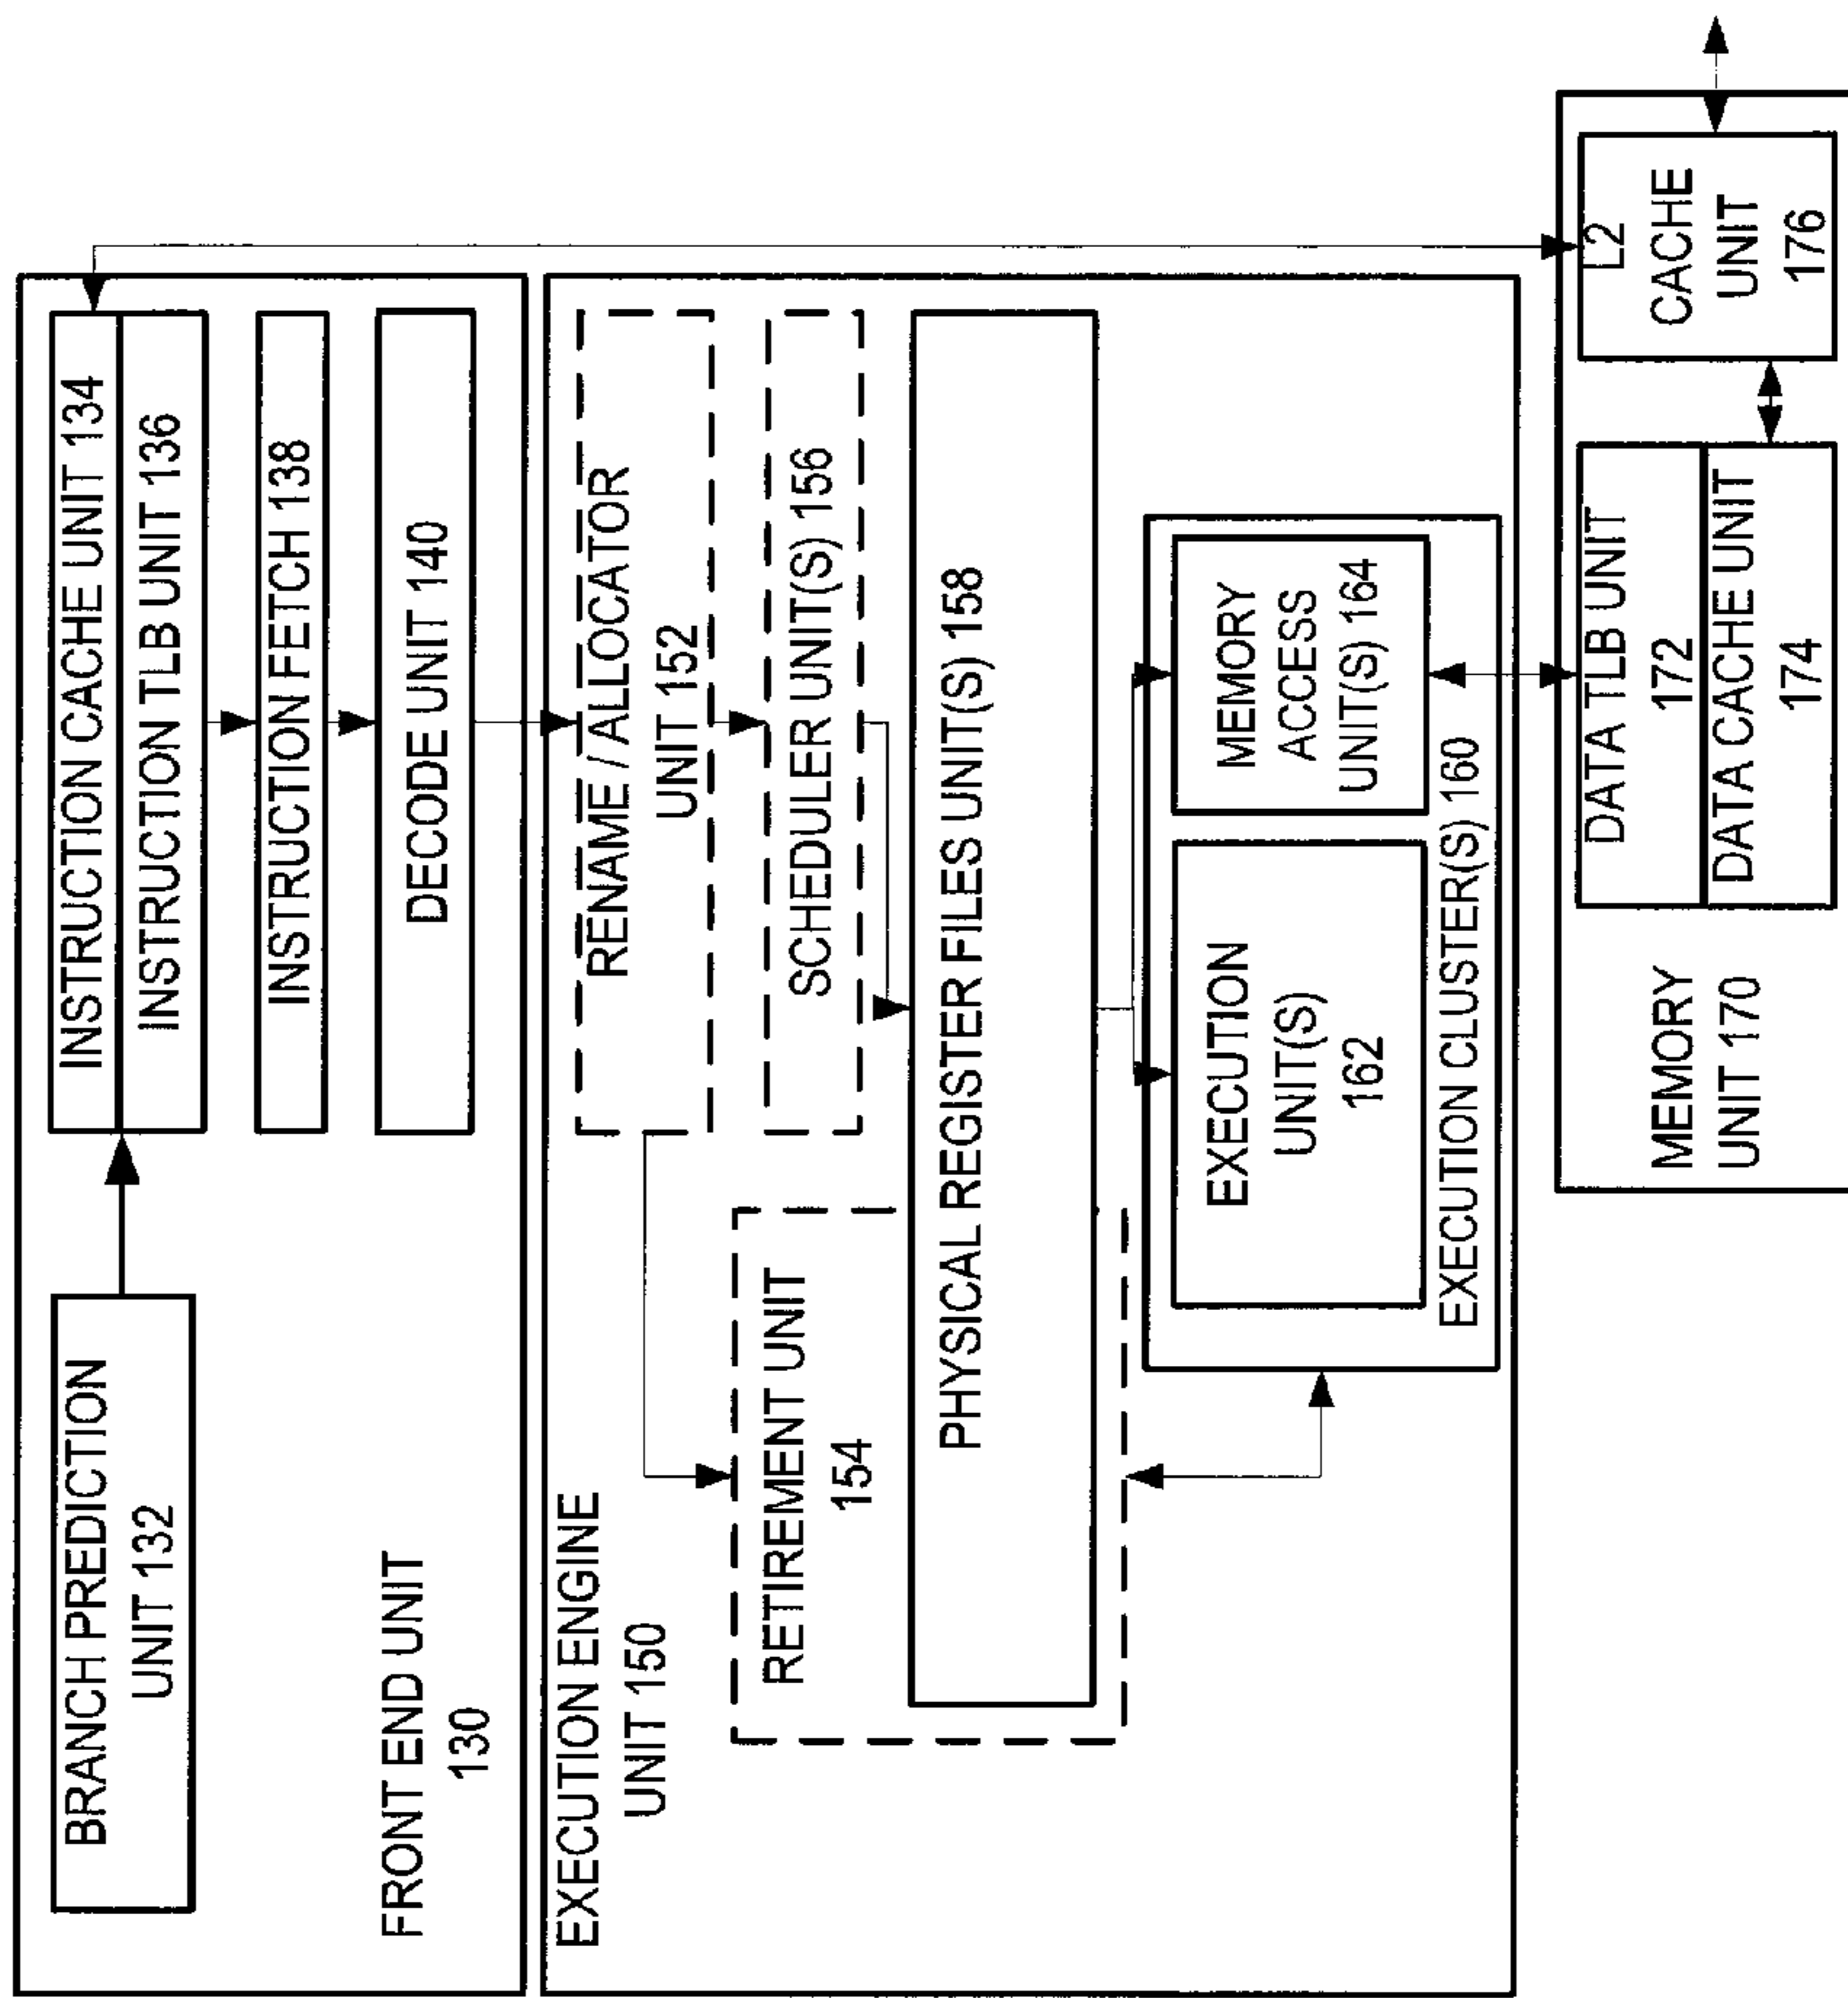 BRANCH PREDICTION
UNIT 132
INSTRUCTION CACHE UNIT 134
INSTRUCTION TLB UNIT 136
INSTRUCTION FETCH 138
DECODE UNIT 140
FRONT END UNIT
130
EXECUTION ENGINE
UNIT 150
RENAME / ALLOCATOR
UNIT 152
RETIREMENT UNIT
154
SCHEDULER UNIT(S) 156
PHYSICAL REGISTER FILES UNIT(S) 158
EXECUTION
UNIT(S)
162
MEMORY
ACCESS
UNIT(S) 164
EXECUTION CLUSTER(S) 160
MEMORY
UNIT 170
DATA TLB UNIT
172
DATA CACHE UNIT
174
L2
CACHE
UNIT
176